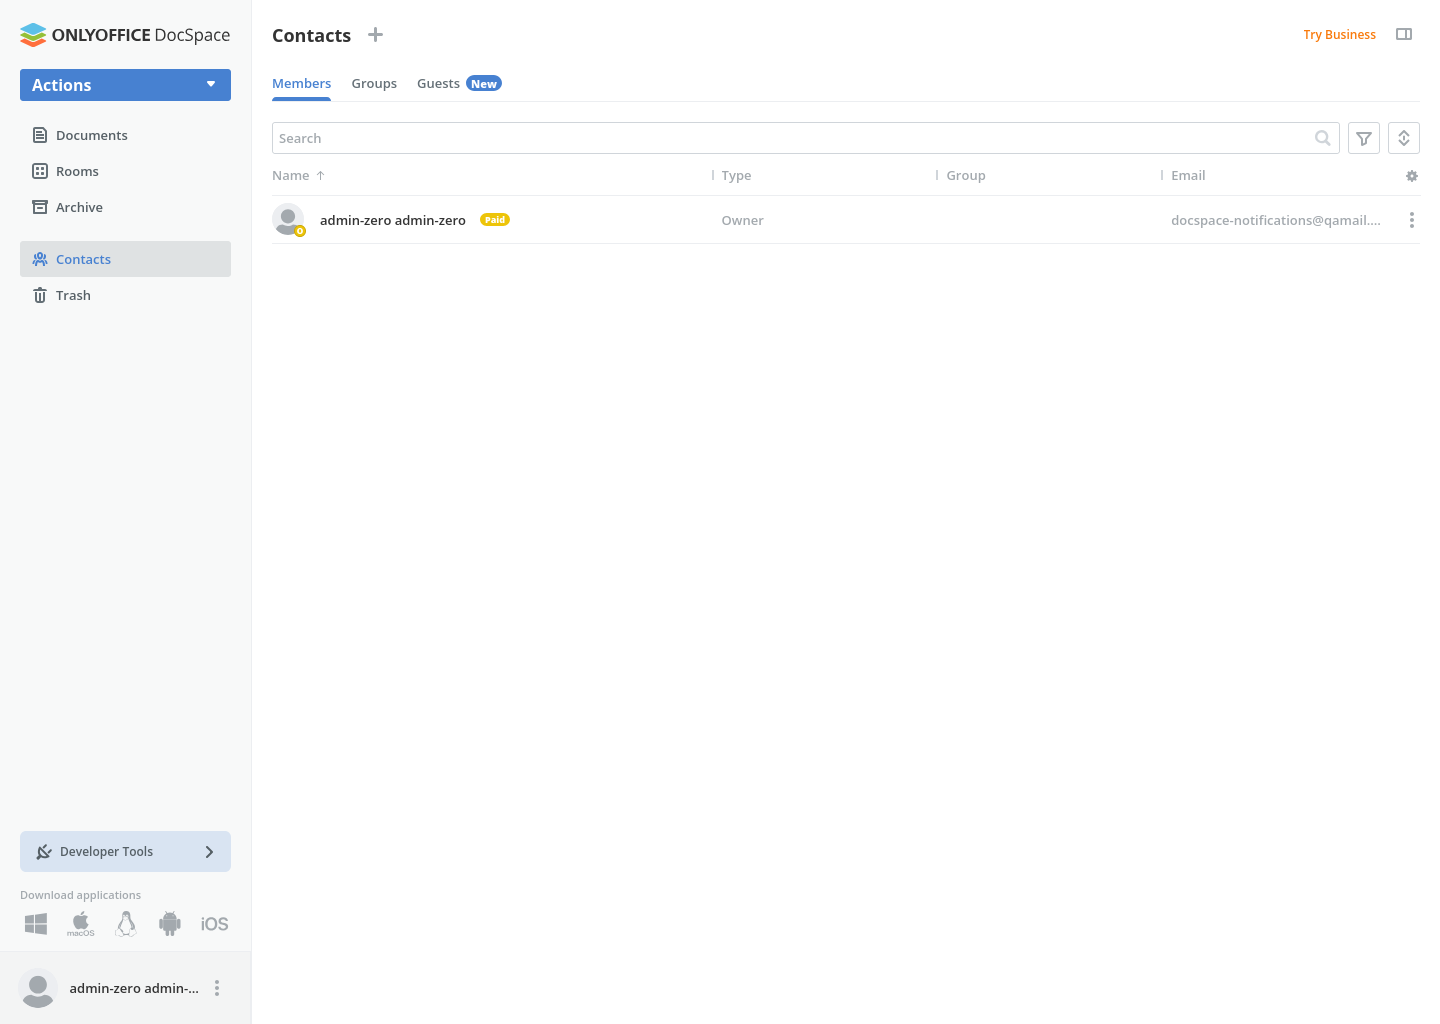 ONLYOFFICE DocSpace
Actions
Documents
Rooms
Archive
Contacts
Trash
Developer Tools
Download applications
macOS
iOS
admin-zero admin-...
Contacts
Try Business
Members Groups Guests New
Search
Name Type Group Email
O
admin-zero admin-zero Paid Owner docspace-notifications@qamail....